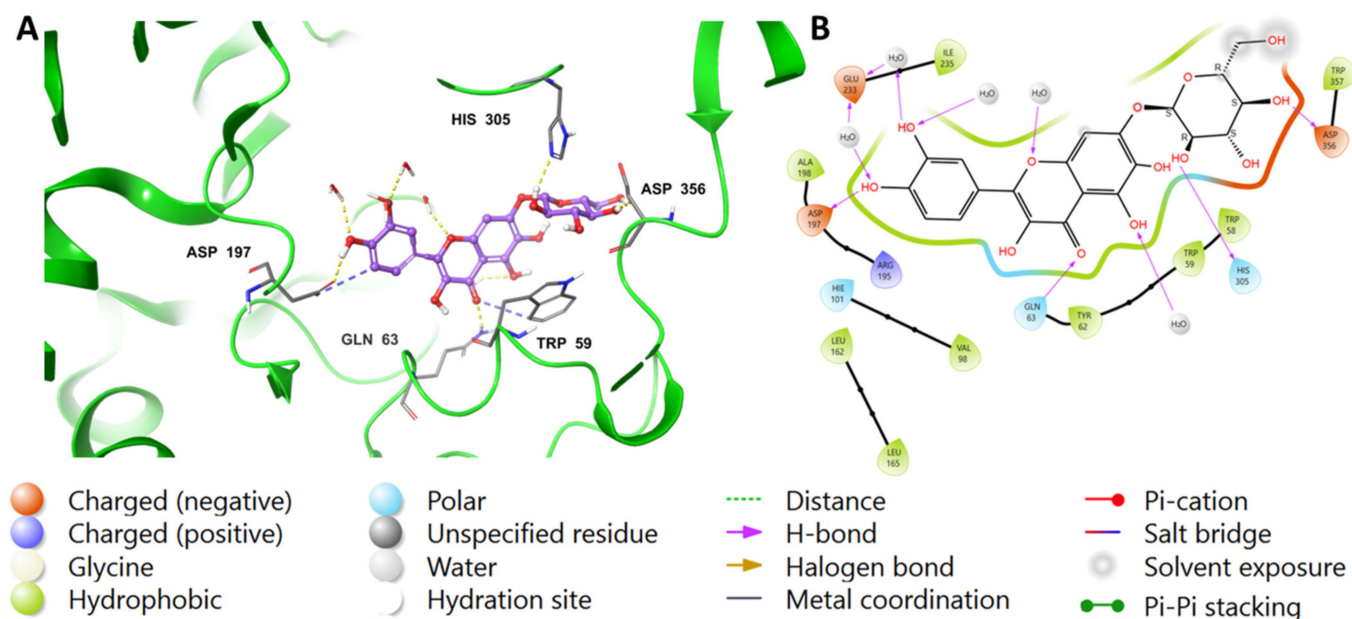 A
HIS 305
ASP 356
ASP 197
GLN 63
TRP 59
B
H₂O
ILE
235
GLU
233
H₂O
H₂O
H₂O
OH
R
O
S
S
OH
R
S
OH
OH
O
TRP
357
ASP
356
HO
O
OH
OH
ALA
198
ASP
197
HO
OH
O
OH
ARG
195
HIE
101
GLN
63
TYR
62
TRP
59
TRP
58
HIS
305
H₂O
LEU
162
VAL
98
LEU
165
Charged (negative)
Charged (positive)
Glycine
Hydrophobic
Polar
Unspecified residue
Water
Hydration site
Distance
H-bond
Halogen bond
Metal coordination
Pi-cation
Salt bridge
Solvent exposure
Pi-Pi stacking